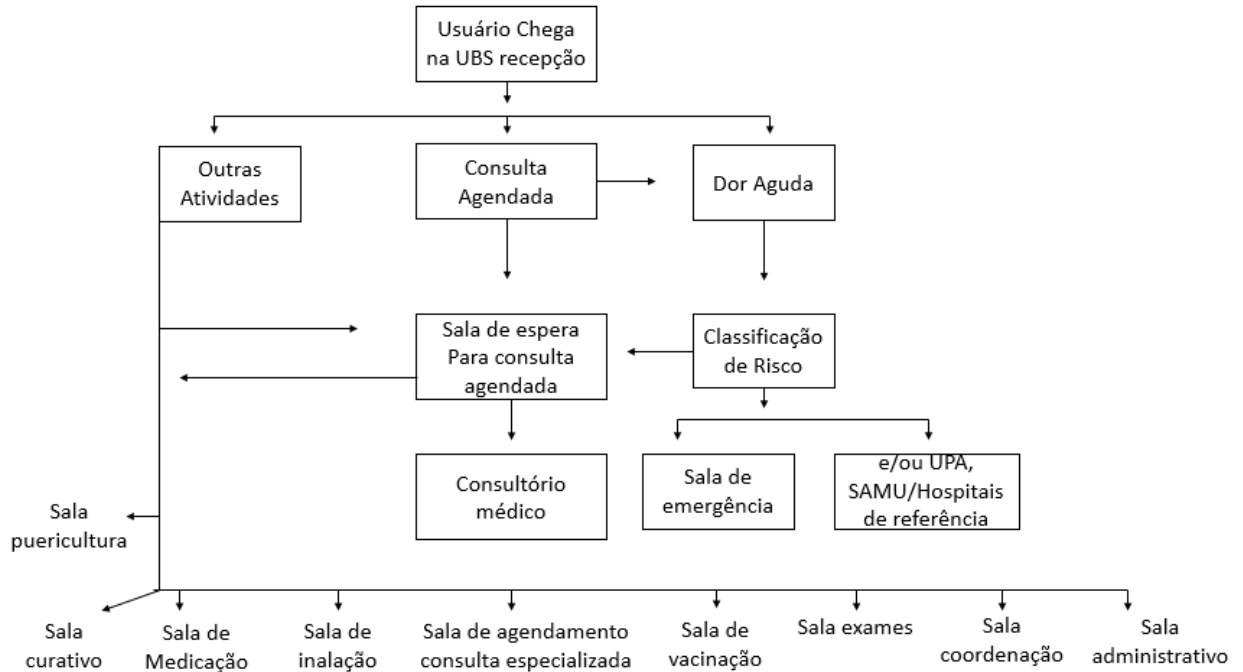 Usuário Chega
na UBS recepção
Outras
Atividades
Consulta
Agendada
Dor Aguda
Sala de espera
Para consulta
agendada
Classificação
de Risco
Consultório
médico
Sala de
emergência
e/ou UPA,
SAMU/Hospitais
de referência
Sala
puericultura
Sala
curativo
Sala de
Medicação
Sala de
inalação
Sala de agendamento
consulta especializada
Sala de
vacinação
Sala exames
Sala
coordenação
Sala
administrativo